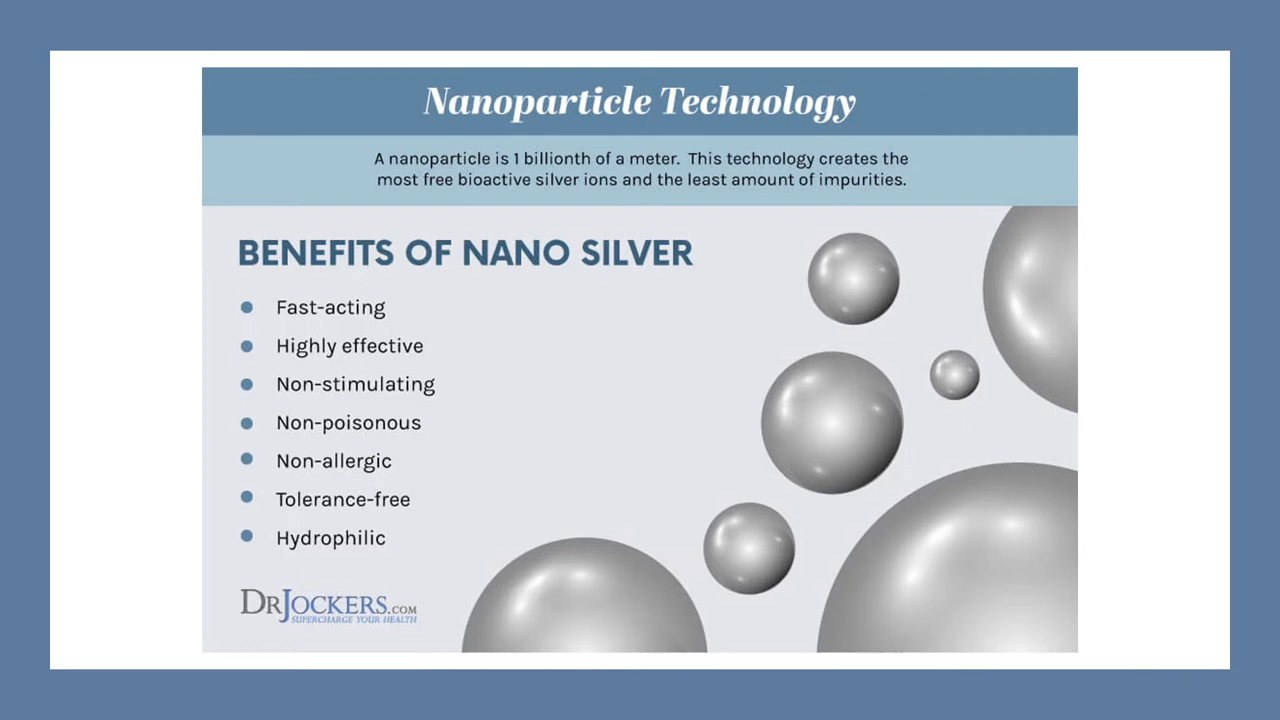 Nanoparticle Technology
A nanoparticle is 1 billionth of a meter. This technology creates the
most free bioactive silver ions and the least amount of impurities.
BENEFITS OF NANO SILVER
Fast-acting
Highly effective
Non-stimulating
Non-poisonous
Non-allergic
Tolerance-free
Hydrophilic
DRJOCKERS.COM
SUPERCHARGE YOUR HEALTH